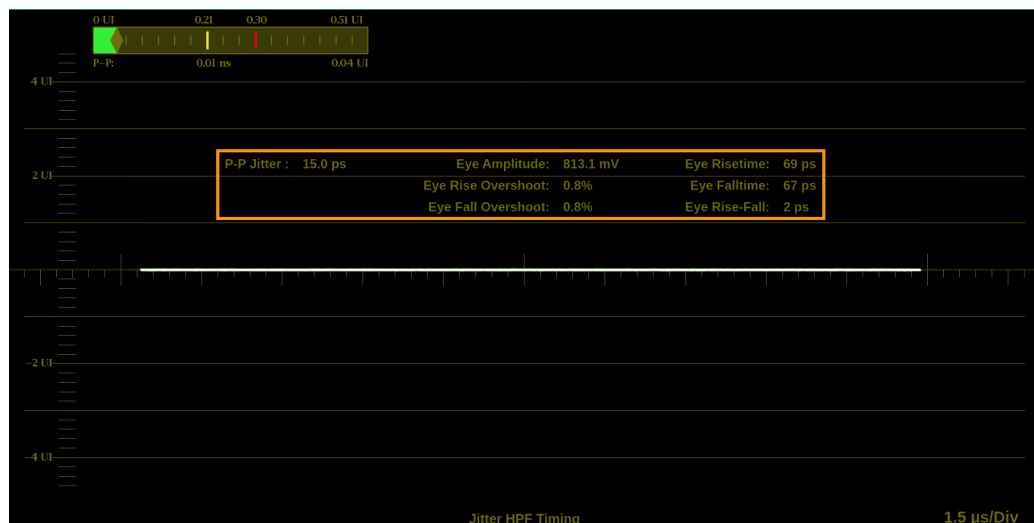 0 UI 0.21 0.30 0.51 UI
P-P: 0.01 ns 0.04 UI
4 UI
P-P Jitter : 15.0 ps Eye Amplitude: 813.1 mV Eye Risetime: 69 ps
2 UI
Eye Rise Overshoot: 0.8% Eye Falltime: 67 ps
Eye Fall Overshoot: 0.8% Eye Rise-Fall: 2 ps
-2 UI
-4 UI
Jitter HPF Timing 1.5 µs/Div